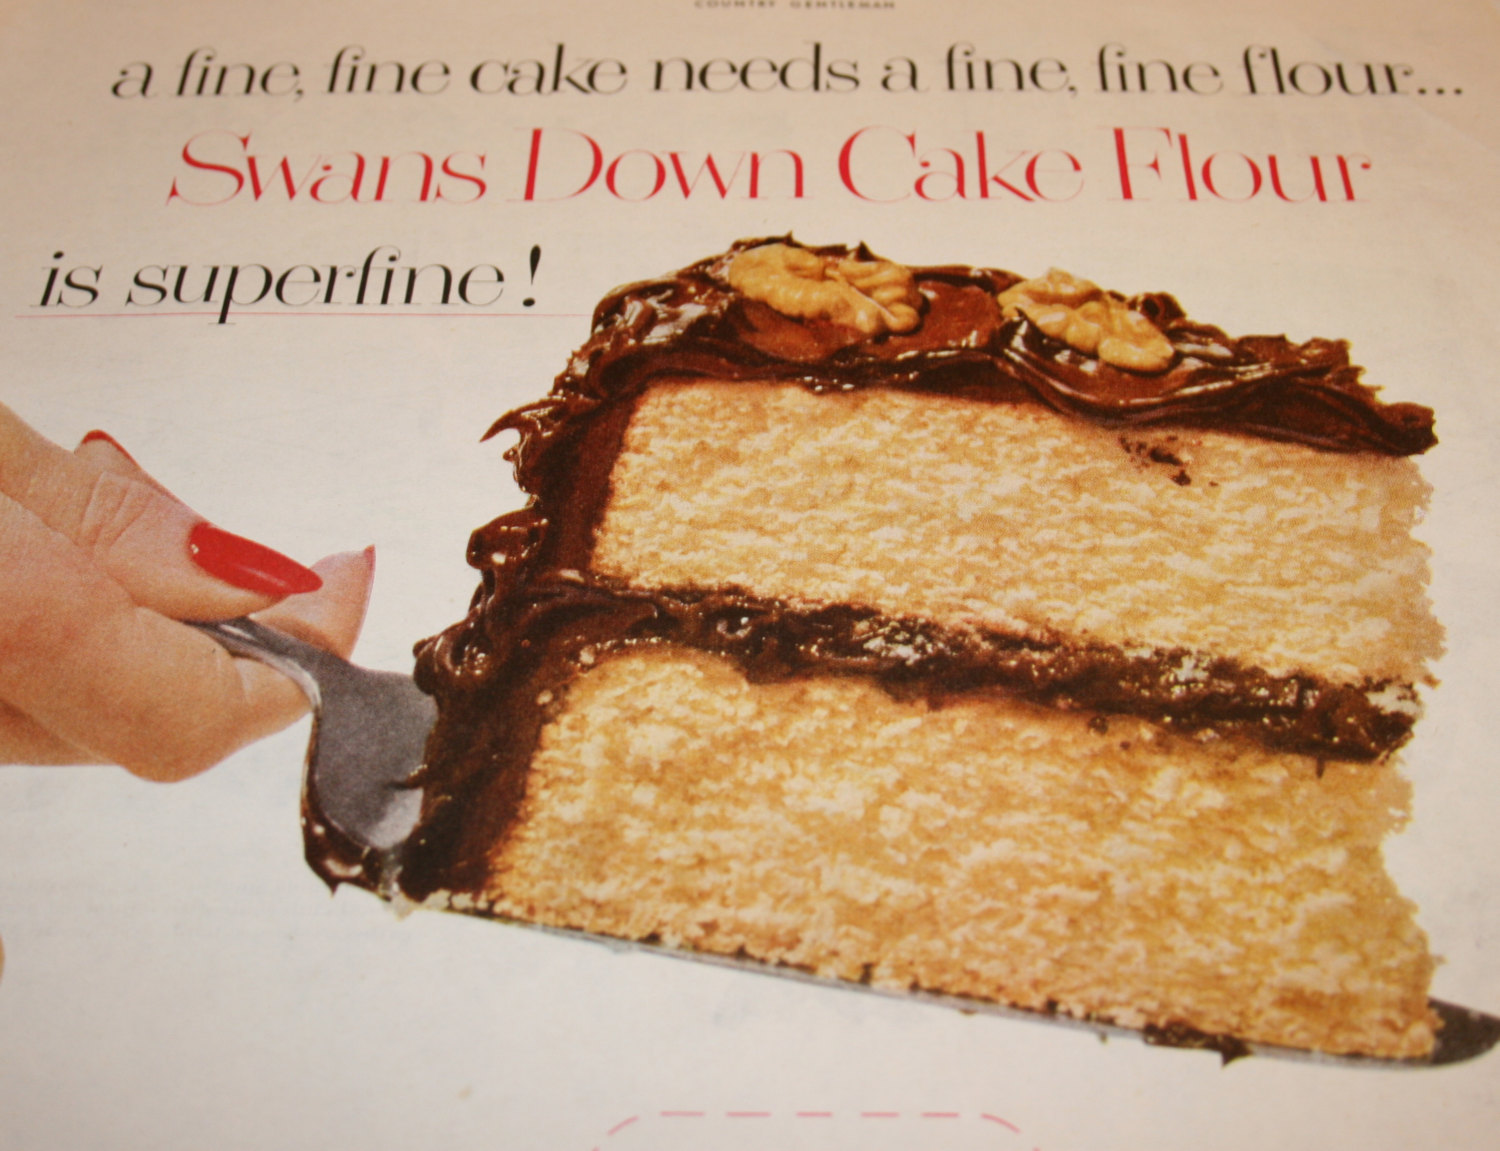 COUNTRY GENTLEMAN
a fine, fine cake needs a fine, fine flour...
Swans Down Cake Flour
is superfine!